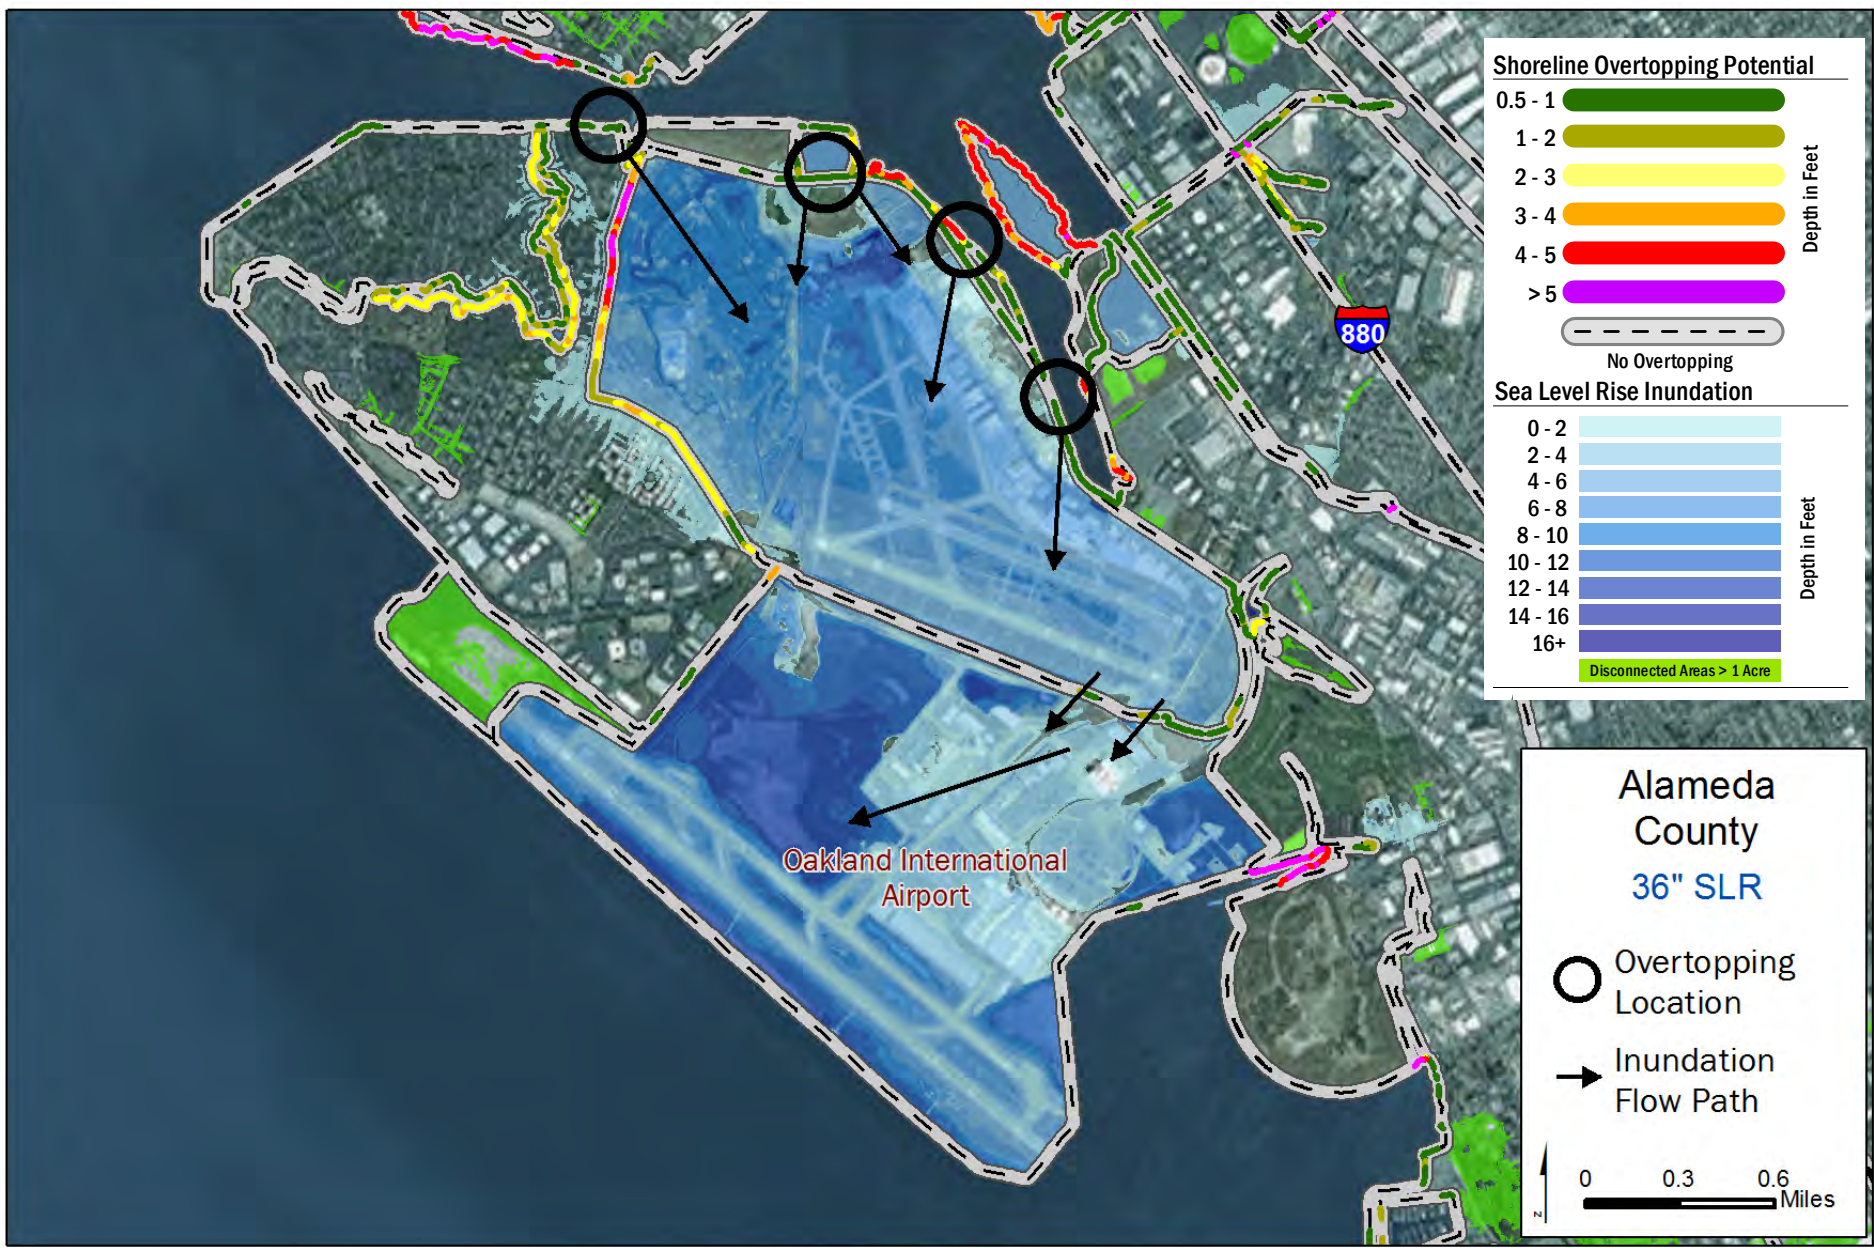 Shoreline Overtopping Potential
0.5 - 1
1 - 2
2 - 3
3 - 4
4 - 5
> 5
Depth in Feet
No Overtopping
Sea Level Rise Inundation
0 - 2
2 - 4
4 - 6
6 - 8
8 - 10
10 - 12
12 - 14
14 - 16
16+
Depth in Feet
Disconnected Areas > 1 Acre
880
Oakland International
Airport
Alameda
County
36" SLR
Overtopping
Location
Inundation
Flow Path
0 0.3 0.6
Miles
z